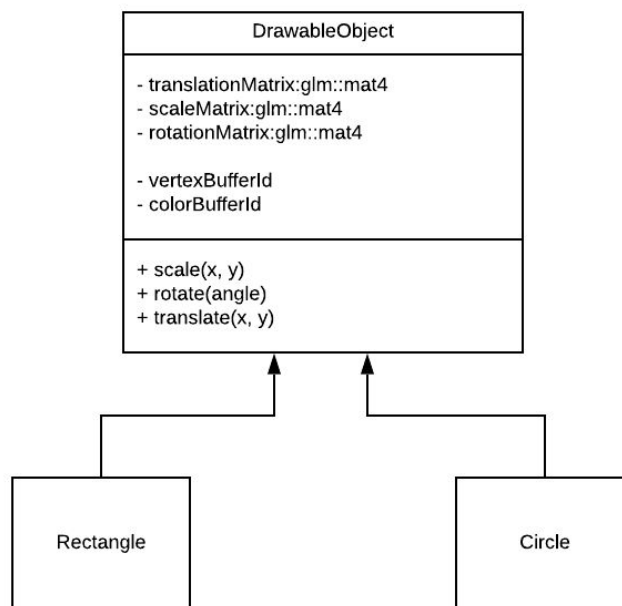 DrawableObject
- translationMatrix:glm::mat4
- scaleMatrix:glm::mat4
- rotationMatrix:glm::mat4
- vertexBufferId
- colorBufferId
+ scale(x, y)
+ rotate(angle)
+ translate(x, y)
Rectangle
Circle